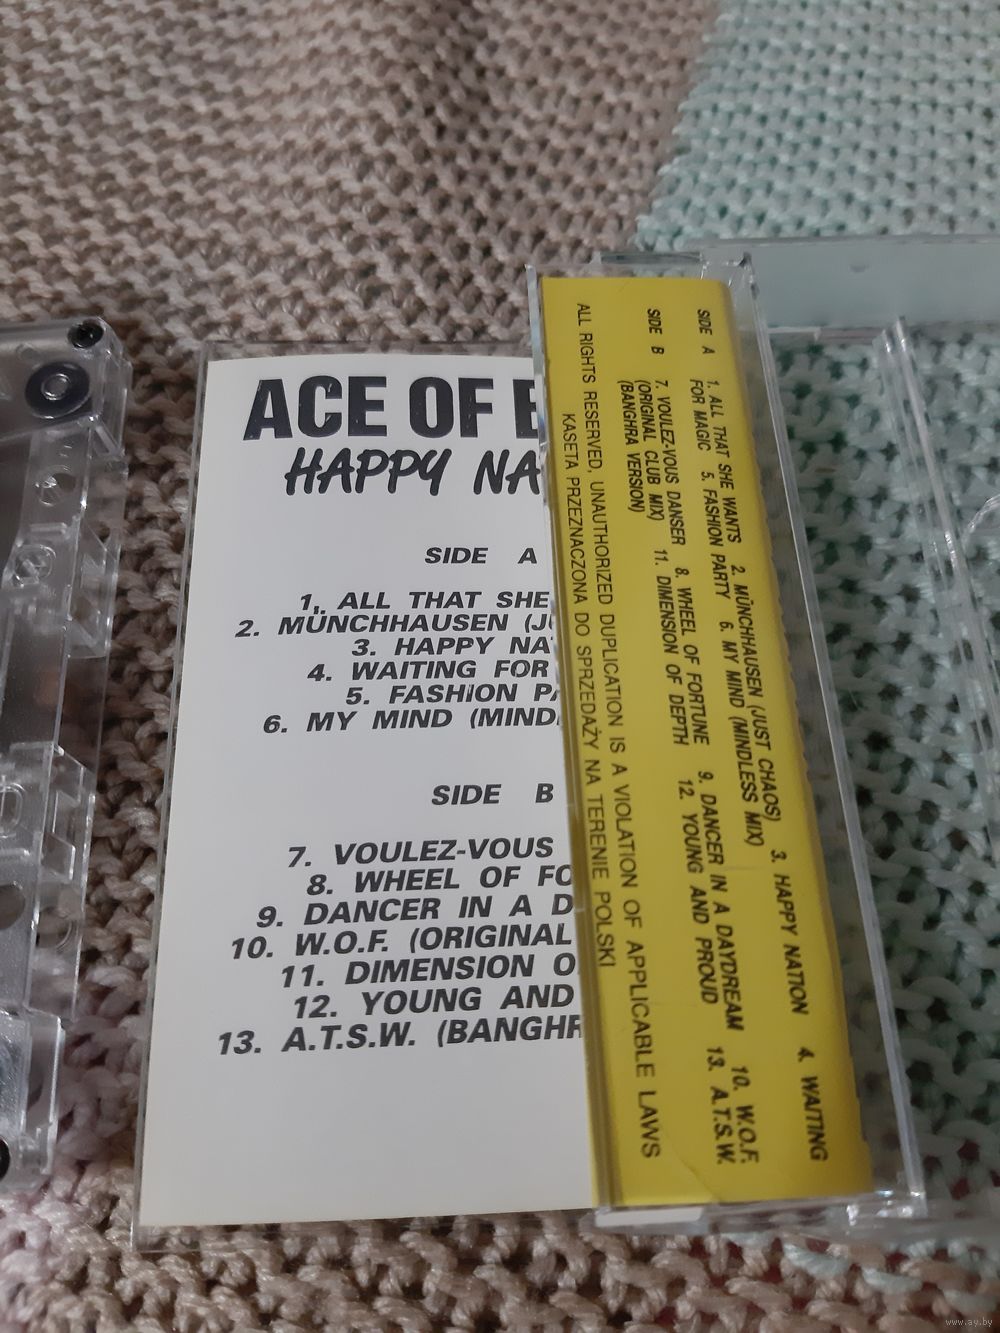 ACE OF
HAPPY NA
SIDE A
1. ALL THAT SHE
2. MÜNCHHAUSEN (JU
3. HAPPY NAT
4. WAITING FOR
5. FASHION PA
6. MY MIND (MIND
SIDE B
7. VOULEZ-VOUS
8. WHEEL OF FO
9. DANCER IN A D
10. W.O.F. (ORIGINAL
11. DIMENSION O
12. YOUNG AND
13. A.T.S.W. (BANGHR
SIDE A 1. ALL THAT SHE WANTS 2. MÜNCHHAUSEN (JUST CHAOS) 3. HAPPY NATION 4. WAITING
FOR MAGIC 5. FASHION PARTY 6. MY MIND (MINDLESS MIX)
SIDE B 7. VOULEZ-VOUS DANSER 8. WHEEL OF FORTUNE 9. DANCER IN A DAYDREAM 10. W.O.F.
(ORIGINAL CLUB MIX) 11. DIMENSION OF DEPTH 12. YOUNG AND PROUD 13. A.T.S.W.
(BANGHRA VERSION)
ALL RIGHTS RESERVED, UNAUTHORIZED DUPLICATION IS A VIOLATION OF APPLICABLE LAWS
KASETA PRZEZNACZONA DO SPRZEDAŻY NA TERENIE POLSKI
www.ay.by